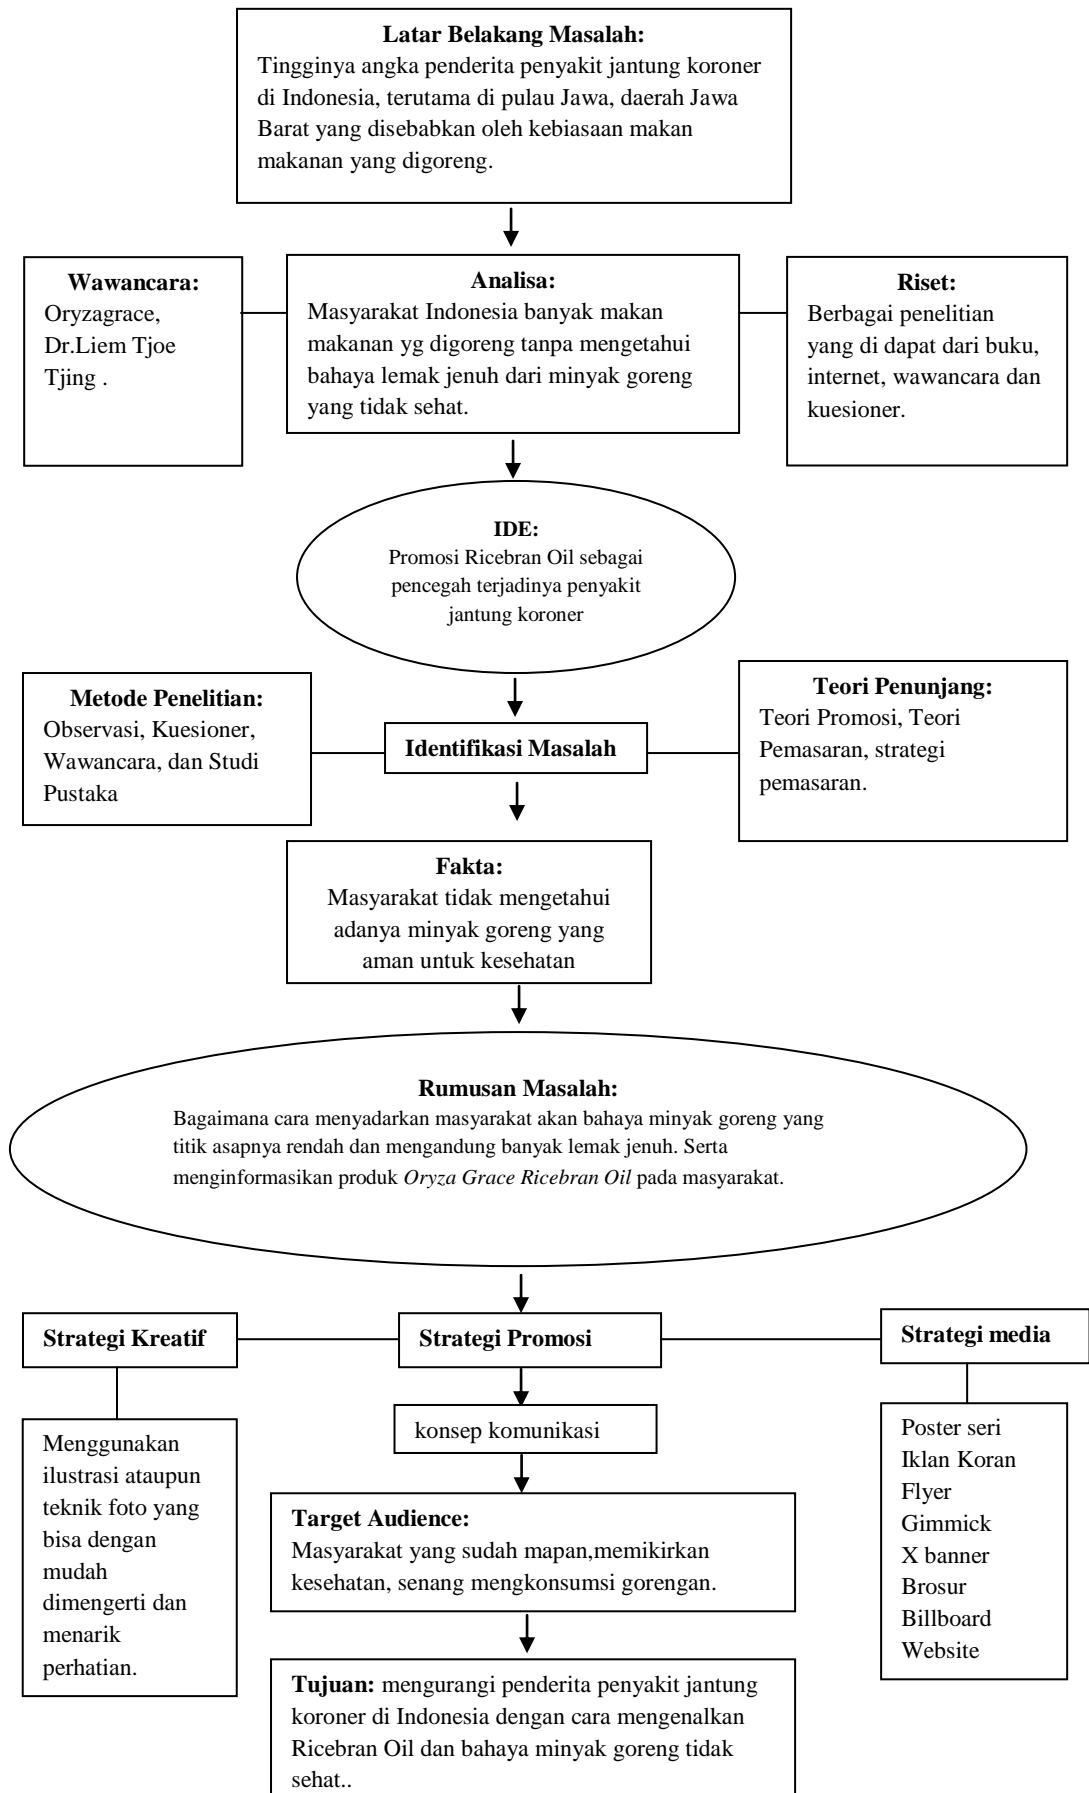 Latar Belakang Masalah:
Tingginya angka penderita penyakit jantung koroner
di Indonesia, terutama di pulau Jawa, daerah Jawa
Barat yang disebabkan oleh kebiasaan makan
makanan yang digoreng.
Wawancara:
Oryzagrace,
Dr.Liem Tjoe
Tjing .
Analisa:
Masyarakat Indonesia banyak makan
makanan yg digoreng tanpa mengetahui
bahaya lemak jenuh dari minyak goreng
yang tidak sehat.
Riset:
Berbagai penelitian
yang di dapat dari buku,
internet, wawancara dan
kuesioner.
IDE:
Promosi Ricebran Oil sebagai
pencegah terjadinya penyakit
jantung koroner
Metode Penelitian:
Observasi, Kuesioner,
Wawancara, dan Studi
Pustaka
Identifikasi Masalah
Teori Penunjang:
Teori Promosi, Teori
Pemasaran, strategi
pemasaran.
Fakta:
Masyarakat tidak mengetahui
adanya minyak goreng yang
aman untuk kesehatan
Rumusan Masalah:
Bagaimana cara menyadarkan masyarakat akan bahaya minyak goreng yang
titik asapnya rendah dan mengandung banyak lemak jenuh. Serta
menginformasikan produk Oryza Grace Ricebran Oil pada masyarakat.
Strategi Kreatif
Strategi Promosi
Strategi media
Menggunakan
ilustrasi ataupun
teknik foto yang
bisa dengan
mudah
dimengerti dan
menarik
perhatian.
konsep komunikasi
Poster seri
Iklan Koran
Flyer
Gimmick
X banner
Brosur
Billboard
Website
Target Audience:
Masyarakat yang sudah mapan,memikirkan
kesehatan, senang mengkonsumsi gorengan.
Tujuan: mengurangi penderita penyakit jantung
koroner di Indonesia dengan cara mengenalkan
Ricebran Oil dan bahaya minyak goreng tidak
sehat..